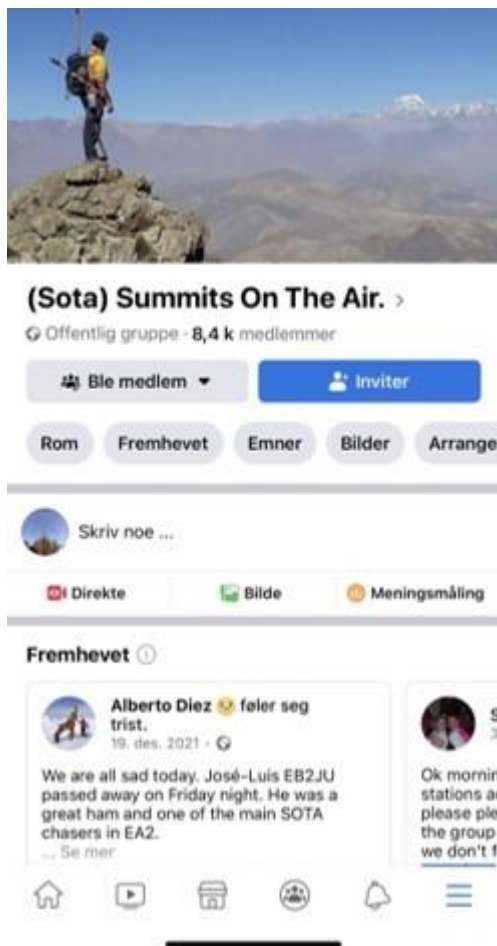 (Sota) Summits On The Air. >
Offentlig gruppe · 8,4 k medlemmer
Ble medlem
Inviter
Rom
Fremhevet
Emner
Bilder
Arrange
Skriv noe ...
Direkte
Bilde
Meningsmåling
Fremhevet
Alberto Diez 😢 føler seg
trist.
19. des. 2021 ·
We are all sad today. José-Luis EB2JU
passed away on Friday night. He was a
great ham and one of the main SOTA
chasers in EA2.
... Se mer
S
3
Ok mornin
stations a
please ple
the group
we don't f